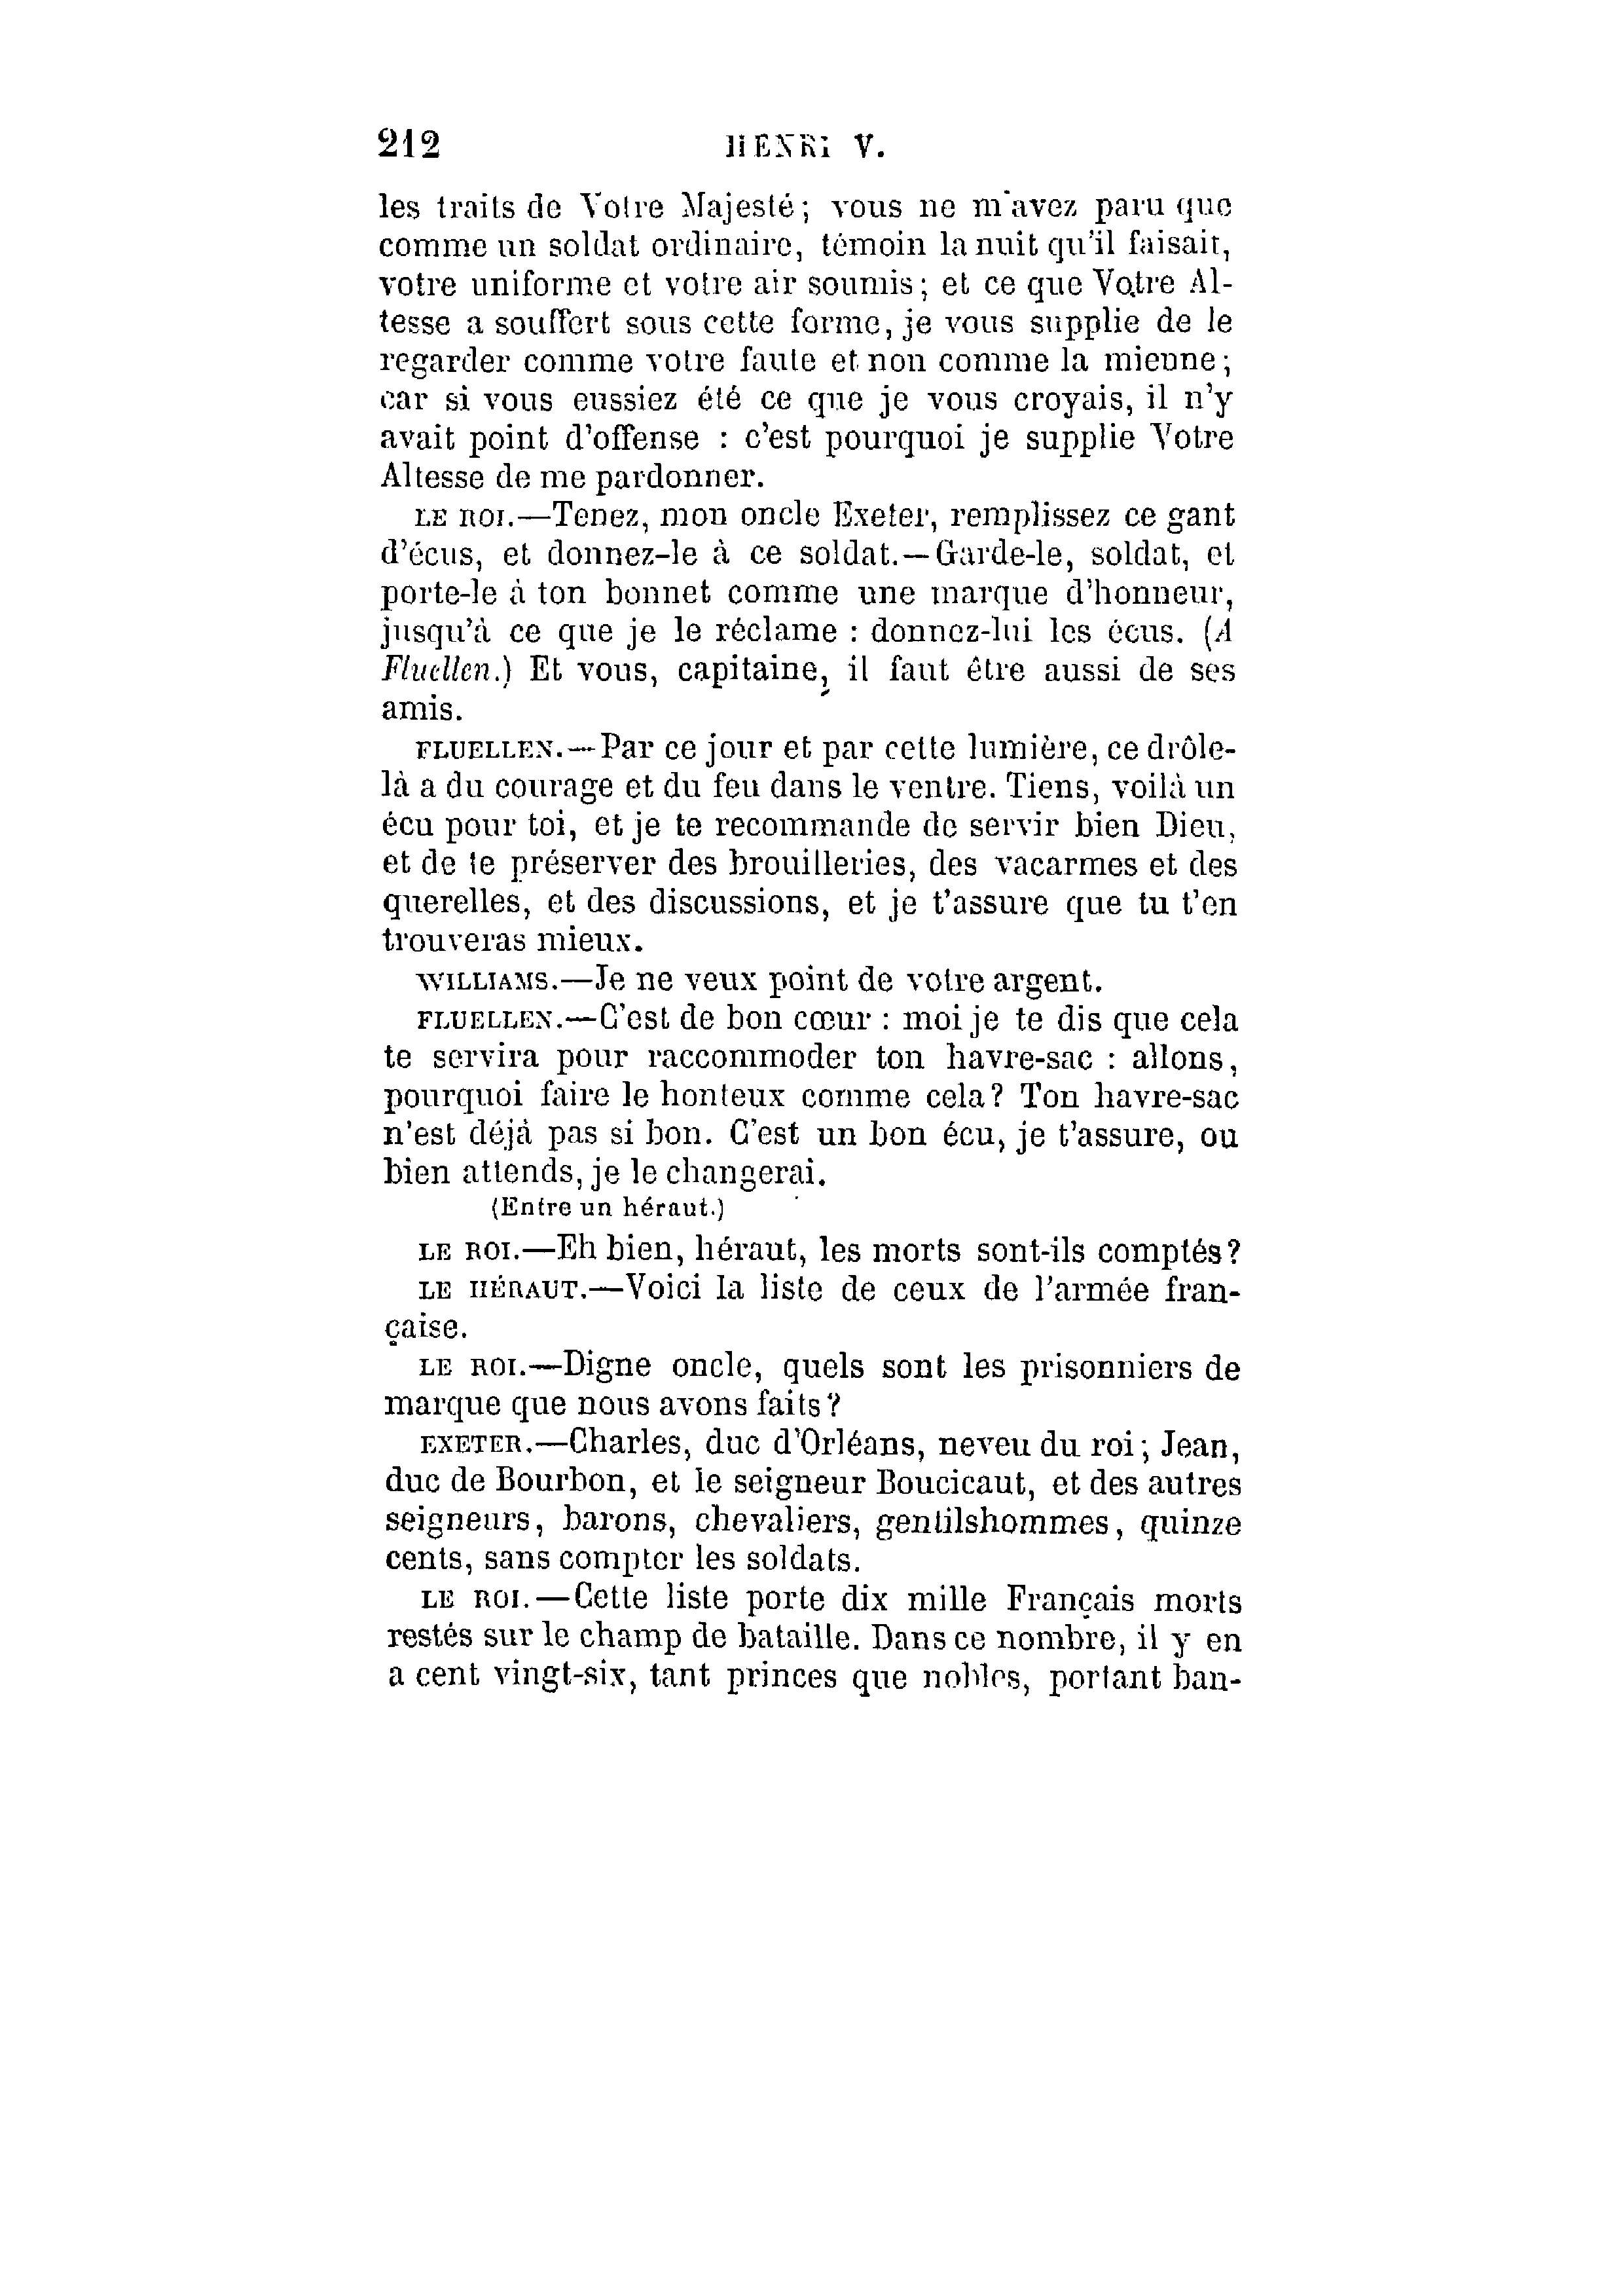 212 HENRI V.
les traits de Votre Majesté; vous ne m'avez paru que
comme un soldat ordinaire, témoin la nuit qu'il faisait,
votre uniforme et votre air soumis; et ce que Votre Al-
tesse a souffert sous cette forme, je vous supplie de le
regarder comme votre faute et non comme la mienne;
car si vous eussiez été ce que je vous croyais, il n'y
avait point d'offense : c'est pourquoi je supplie Votre
Altesse de me pardonner.
LE ROI.—Tenez, mon oncle Exeter, remplissez ce gant
d'écus, et donnez-le à ce soldat.—Garde-le, soldat, et
porte-le à ton bonnet comme une marque d'honneur,
jusqu'à ce que je le réclame : donnez-lui les écus. (A
Fluellen.) Et vous, capitaine, il faut être aussi de ses
amis.
FLUELLEN.—Par ce jour et par cette lumière, ce drôle-
là a du courage et du feu dans le ventre. Tiens, voilà un
écu pour toi, et je te recommande de servir bien Dieu,
et de te préserver des brouilleries, des vacarmes et des
querelles, et des discussions, et je t'assure que tu t'en
trouveras mieux.
WILLIAMS.—Je ne veux point de votre argent.
FLUELLEN.—C'est de bon cœur : moi je te dis que cela
te servira pour raccommoder ton havre-sac : allons,
pourquoi faire le honteux comme cela? Ton havre-sac
n'est déjà pas si bon. C'est un bon écu, je t'assure, ou
bien attends, je le changerai.
(Entre un héraut.)
LE ROI.—Eh bien, héraut, les morts sont-ils comptés?
LE HÉRAUT.—Voici la liste de ceux de l'armée fran-
çaise.
LE ROI.—Digne oncle, quels sont les prisonniers de
marque que nous avons faits?
EXETER.—Charles, duc d'Orléans, neveu du roi; Jean,
duc de Bourbon, et le seigneur Boucicaut, et des autres
seigneurs, barons, chevaliers, gentilshommes, quinze
cents, sans compter les soldats.
LE ROI.—Cette liste porte dix mille Français morts
restés sur le champ de bataille. Dans ce nombre, il y en
a cent vingt-six, tant princes que nobles, portant ban-